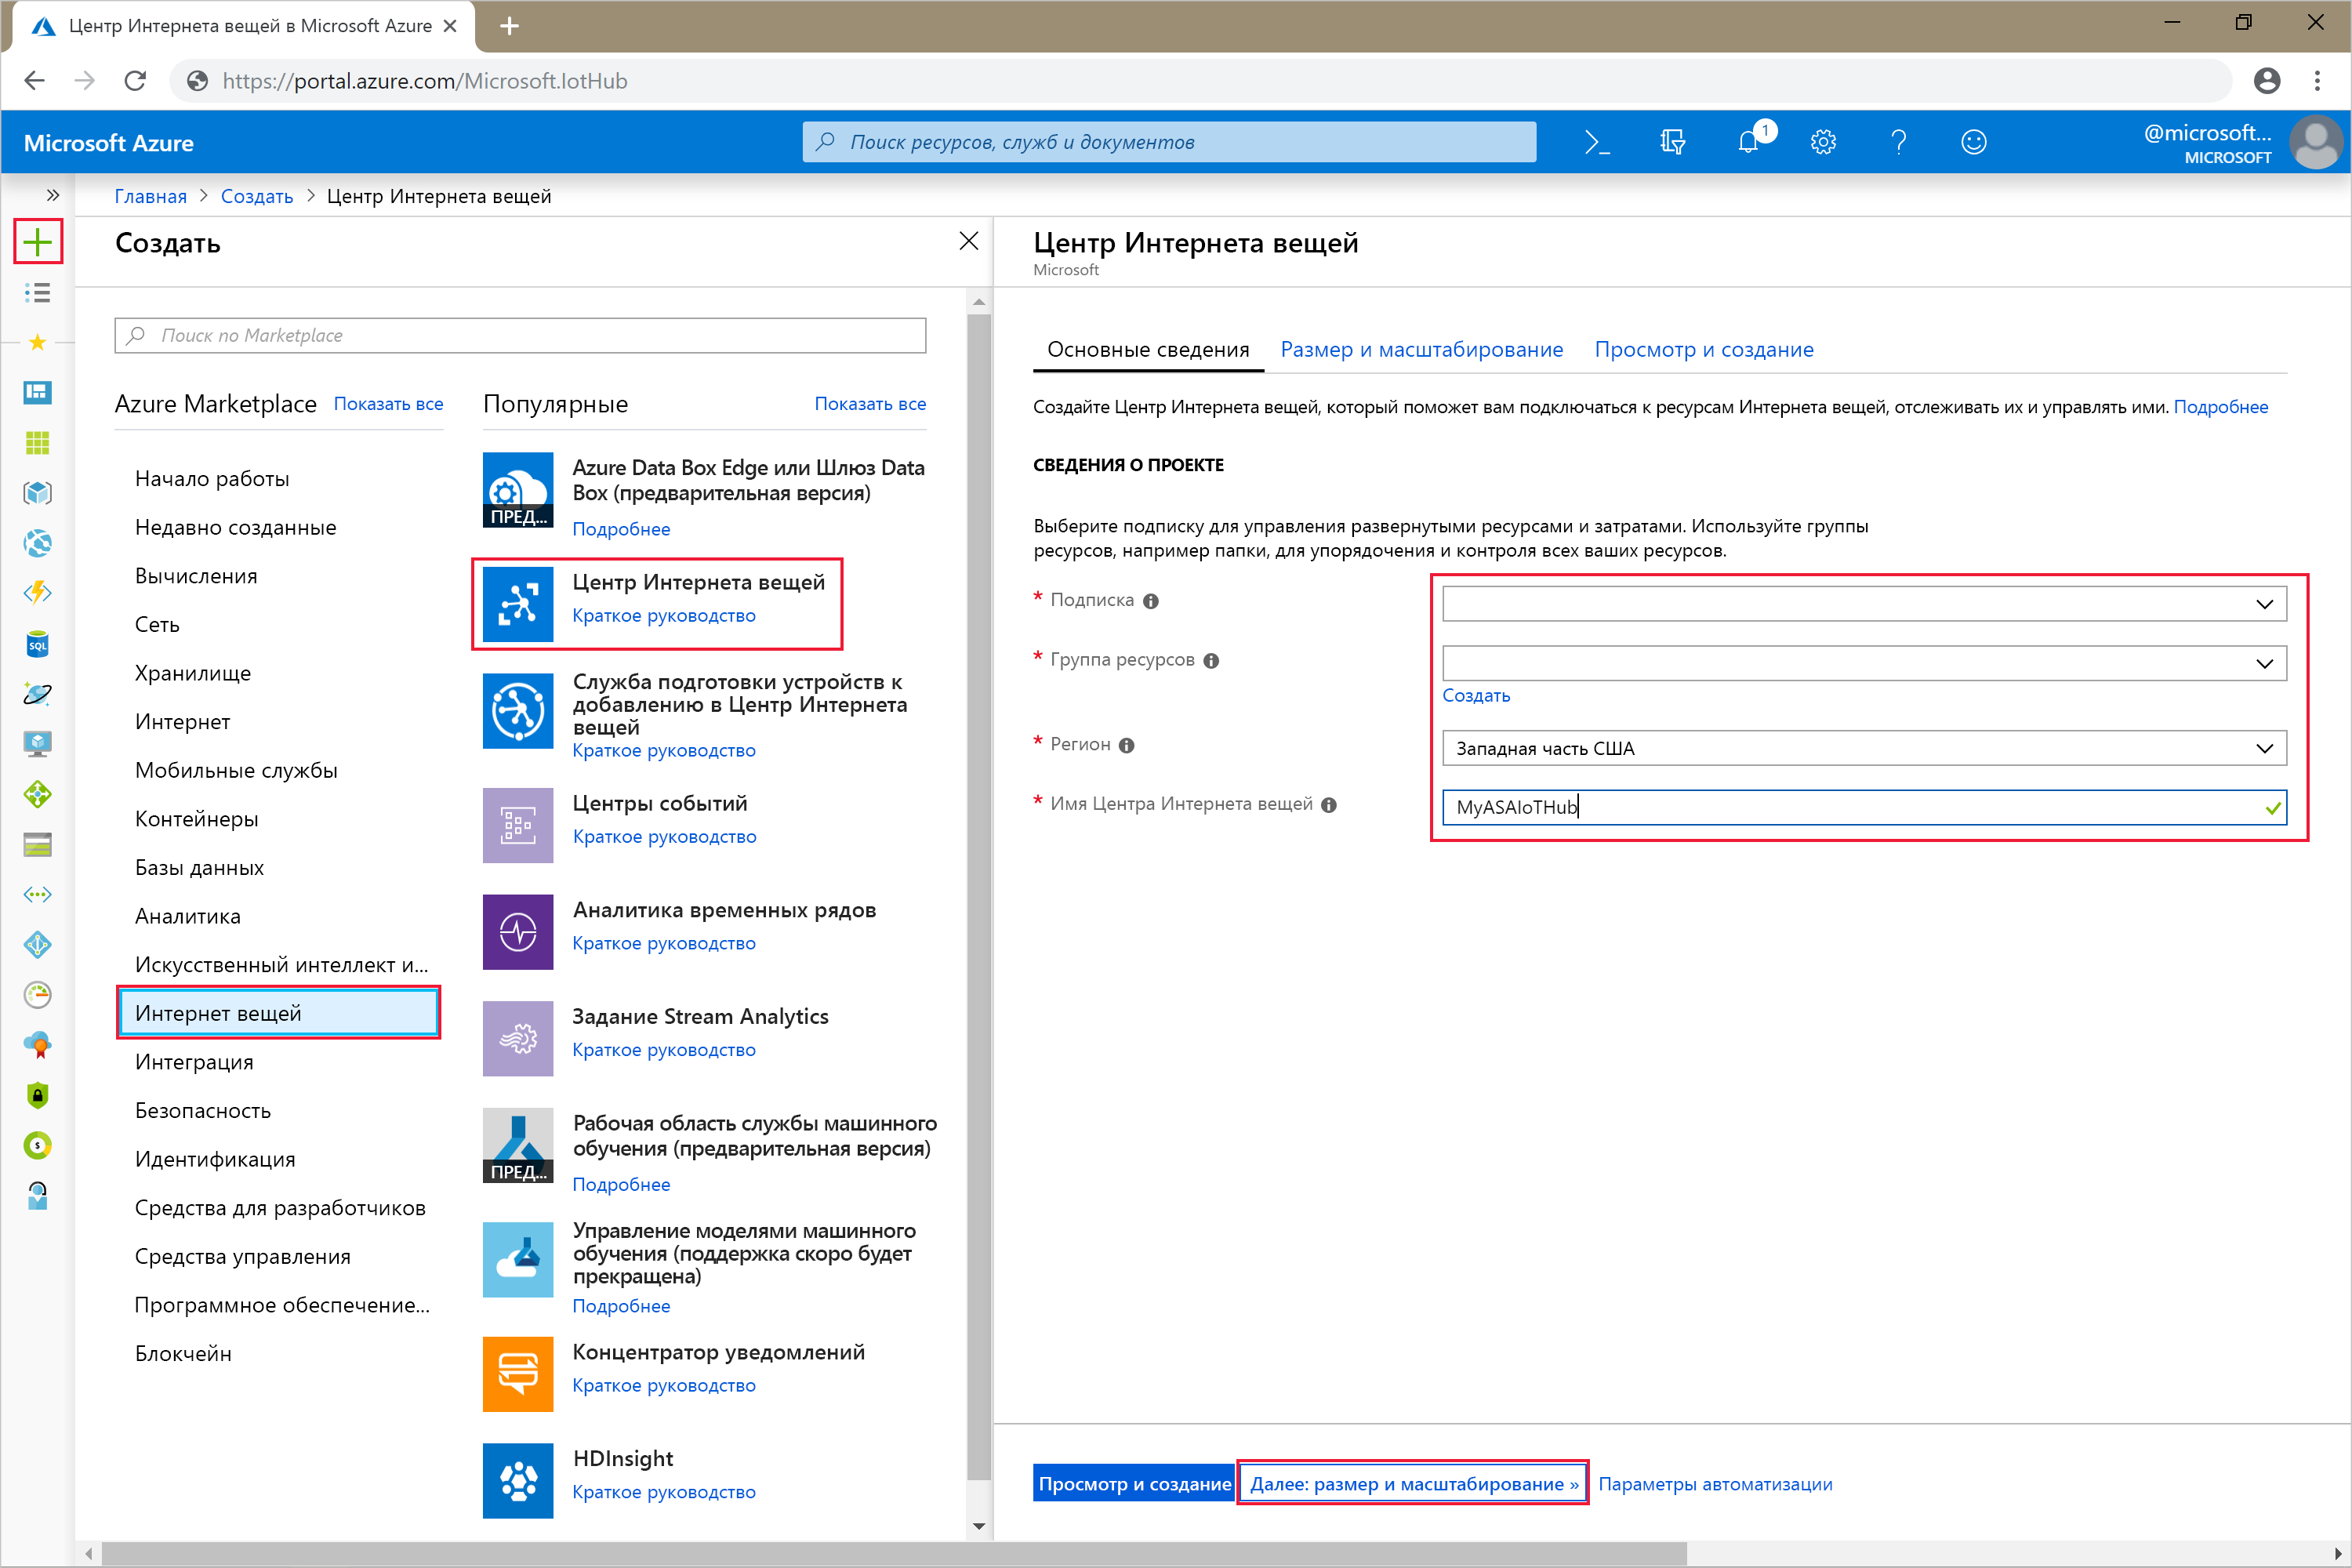 Центр Интернета вещей в Microsoft Azure
https://portal.azure.com/Microsoft.IotHub
Microsoft Azure
Поиск ресурсов, служб и документов
1
@microsoft...
MICROSOFT
Главная > Создать > Центр Интернета вещей
Создать
Поиск по Marketplace
Azure Marketplace
Показать все
Начало работы
Недавно созданные
Вычисления
Сеть
Хранилище
Интернет
Мобильные службы
Контейнеры
Базы данных
Аналитика
Искусственный интеллект и...
Интернет вещей
Интеграция
Безопасность
Идентификация
Средства для разработчиков
Средства управления
Программное обеспечение...
Блокчейн
SQL
Популярные
Показать все
Azure Data Box Edge или Шлюз Data
Box (предварительная версия)
ПРЕД...
Подробнее
Центр Интернета вещей
Краткое руководство
Служба подготовки устройств к
добавлению в Центр Интернета
вещей
Краткое руководство
Центры событий
Краткое руководство
Аналитика временных рядов
Краткое руководство
Задание Stream Analytics
Краткое руководство
Рабочая область службы машинного
обучения (предварительная версия)
ПРЕД...
Подробнее
Управление моделями машинного
обучения (поддержка скоро будет
прекращена)
Подробнее
Концентратор уведомлений
Краткое руководство
HDInsight
Краткое руководство
Центр Интернета вещей
Microsoft
Основные сведения
Размер и масштабирование
Просмотр и создание
Создайте Центр Интернета вещей, который поможет вам подключаться к ресурсам Интернета вещей, отслеживать их и управлять ими. Подробнее
СВЕДЕНИЯ О ПРОЕКТЕ
Выберите подписку для управления развернутыми ресурсами и затратами. Используйте группы
ресурсов, например папки, для упорядочения и контроля всех ваших ресурсов.
* Подписка
* Группа ресурсов
Создать
* Регион
Западная часть США
* Имя Центра Интернета вещей
MyASAIoTHub
Просмотр и создание
Далее: размер и масштабирование »
Параметры автоматизации